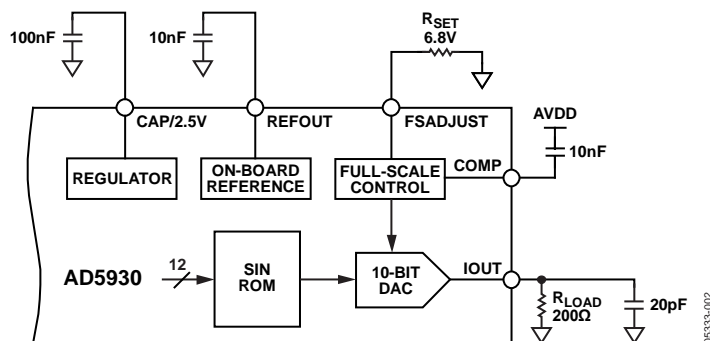 100nF
10nF
RSET
6.8V
CAP/2.5V
REFOUT
FSADJUST
AVDD
10nF
COMP
REGULATOR
ON-BOARD
REFERENCE
FULL-SCALE
CONTROL
AD5930
12
SIN
ROM
10-BIT
DAC
IOUT
RLOAD
200Ω
20pF
05333-002